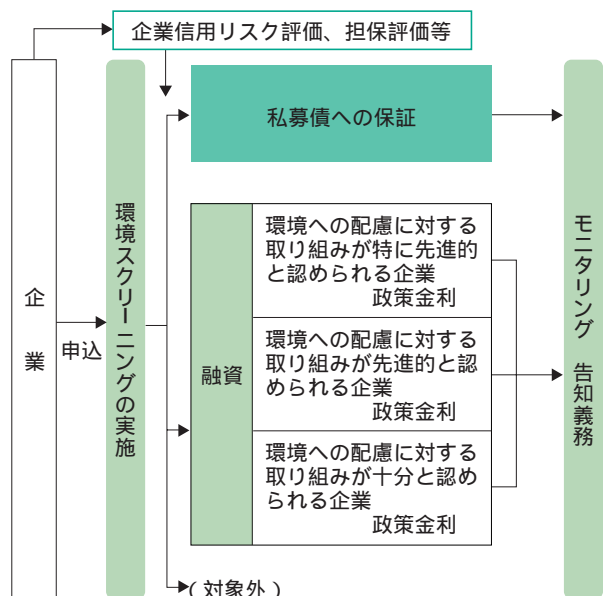 企業信用リスク評価、担保評価等
企業
申込
環境スクリーニングの実施
私募債への保証
融資
環境への配慮に対する
取り組みが特に先進的
と認められる企業
政策金利
環境への配慮に対する
取り組みが先進的と認
められる企業
政策金利
環境への配慮に対する
取り組みが十分と認め
られる企業
政策金利
(対象外)
モニタリング 告知義務